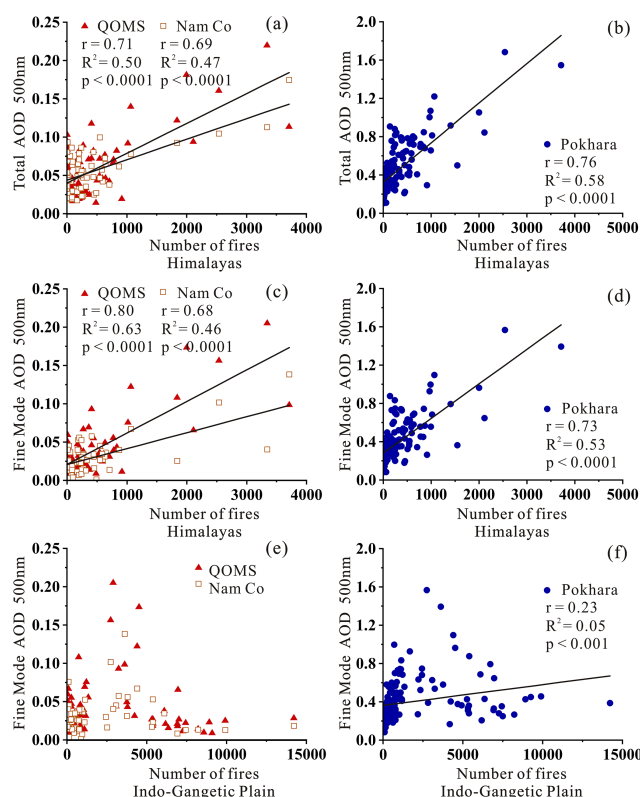 (a)
QOMS Nam Co
r = 0.71 r = 0.69
R² = 0.50 R² = 0.47
p < 0.0001 p < 0.0001
Total AOD 500nm
0.25
0.20
0.15
0.10
0.05
0.00
0 1000 2000 3000 4000
Number of fires
Himalayas
(b)
Pokhara
r = 0.76
R² = 0.58
p < 0.0001
Total AOD 500nm
2.0
1.6
1.2
0.8
0.4
0.0
0 1000 2000 3000 4000 5000
Number of fires
Himalayas
(c)
QOMS Nam Co
r = 0.80 r = 0.68
R² = 0.63 R² = 0.46
p < 0.0001 p < 0.0001
Fine Mode AOD 500nm
0.25
0.20
0.15
0.10
0.05
0.00
0 1000 2000 3000 4000
Number of fires
Himalayas
(d)
Pokhara
r = 0.73
R² = 0.53
p < 0.0001
Fine Mode AOD 500nm
2.0
1.6
1.2
0.8
0.4
0.0
0 1000 2000 3000 4000 5000
Number of fires
Himalayas
(e)
QOMS
Nam Co
Fine Mode AOD 500nm
0.25
0.20
0.15
0.10
0.05
0.00
0 5000 10000 15000
Number of fires
Indo-Gangetic Plain
(f)
Pokhara
r = 0.23
R² = 0.05
p < 0.001
Fine Mode AOD 500nm
2.0
1.6
1.2
0.8
0.4
0.0
0 5000 10000 15000
Number of fires
Indo-Gangetic Plain